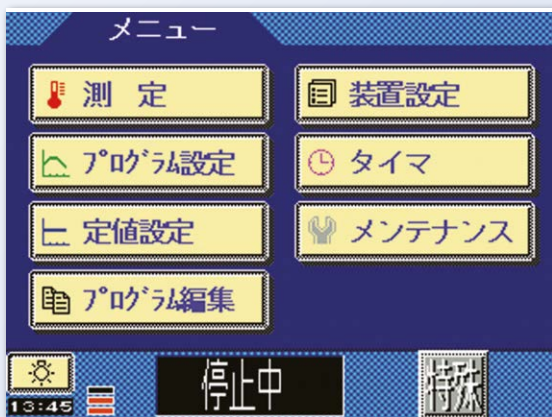 メニュー
測 定
プログラム設定
定値設定
プログラム編集
装置設定
タイマ
メンテナンス
13:45
停止中
特殊